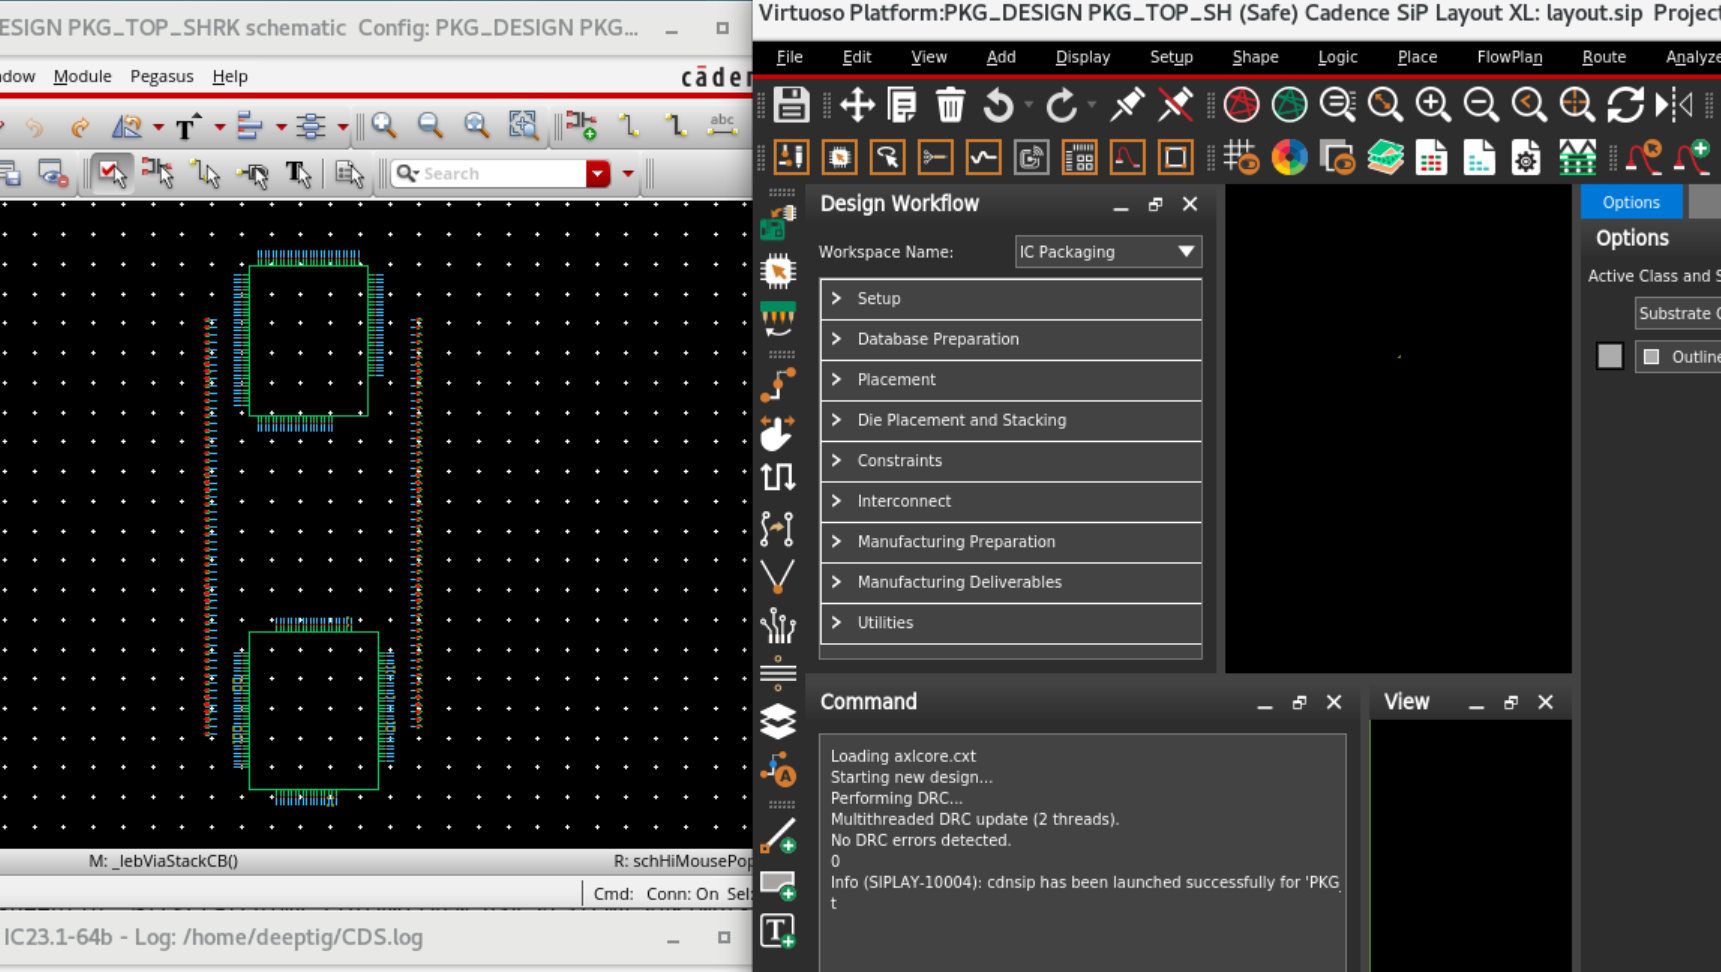 ESIGN PKG_TOP_SHRK schematic Config: PKG_DESIGN PKG...
Module Pegasus Help
Search
M: _lebViaStackCB()
R: schHiMousePop
Cmd: Conn: On Sel:
IC23.1-64b - Log: /home/deeptig/CDS.log
Virtuoso Platform:PKG_DESIGN PKG_TOP_SH (Safe) Cadence SiP Layout XL: layout.sip Project
File Edit View Add Display Setup Shape Logic Place FlowPlan Route Analyze
abc
Design Workflow
Workspace Name: IC Packaging
Setup
Database Preparation
Placement
Die Placement and Stacking
Constraints
Interconnect
Manufacturing Preparation
Manufacturing Deliverables
Utilities
Options
Options
Active Class and S
Substrate
Outline
Command
View
Loading axlcore.cxt
Starting new design...
Performing DRC...
Multithreaded DRC update (2 threads).
No DRC errors detected.
0
Info (SIPLAY-10004): cdnsip has been launched successfully for 'PKG_
t